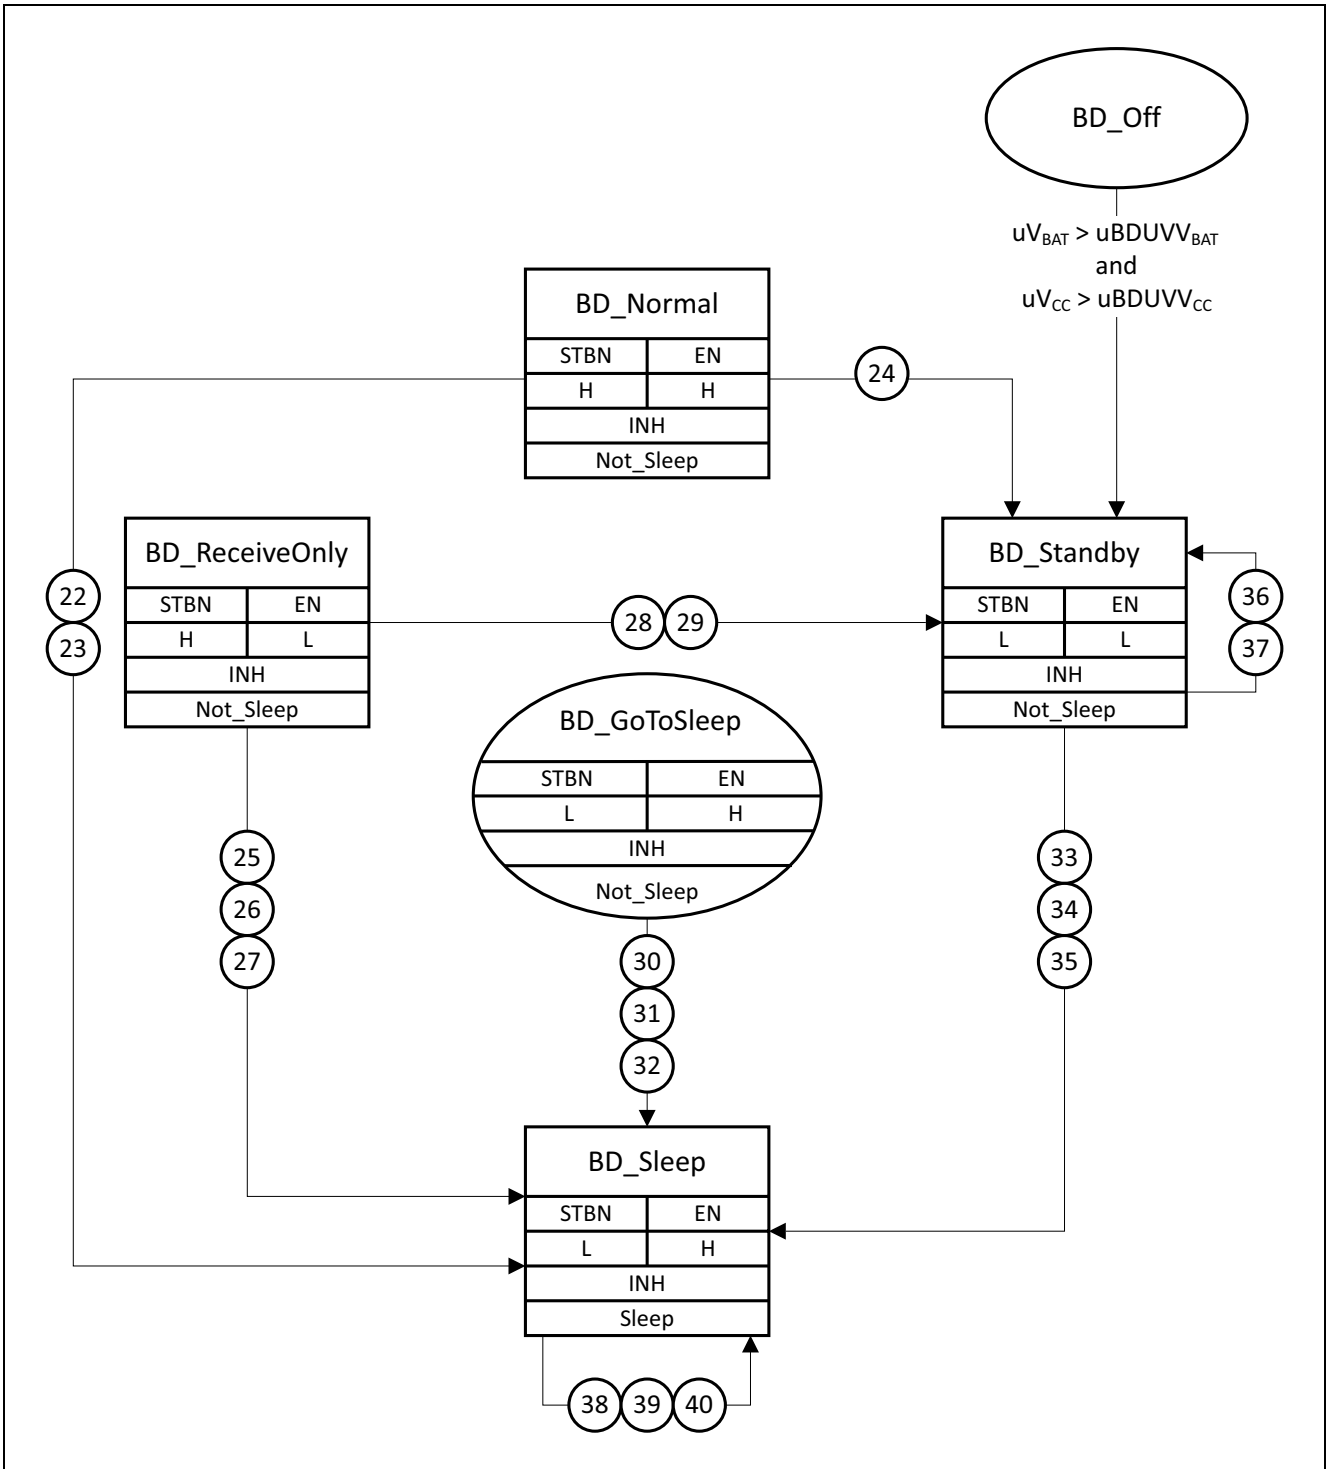 BD_Off
uV_BAT > uBDUVV_BAT
and
uV_CC > uBDUVV_CC
BD_Normal
STBN EN
H H
INH
Not_Sleep
24
BD_ReceiveOnly
STBN EN
H L
INH
Not_Sleep
22
23
28 29
BD_Standby
STBN EN
L L
INH
Not_Sleep
36
37
BD_GoToSleep
STBN EN
L H
INH
Not_Sleep
25
26
27
30
31
32
33
34
35
BD_Sleep
STBN EN
L H
INH
Sleep
38 39 40